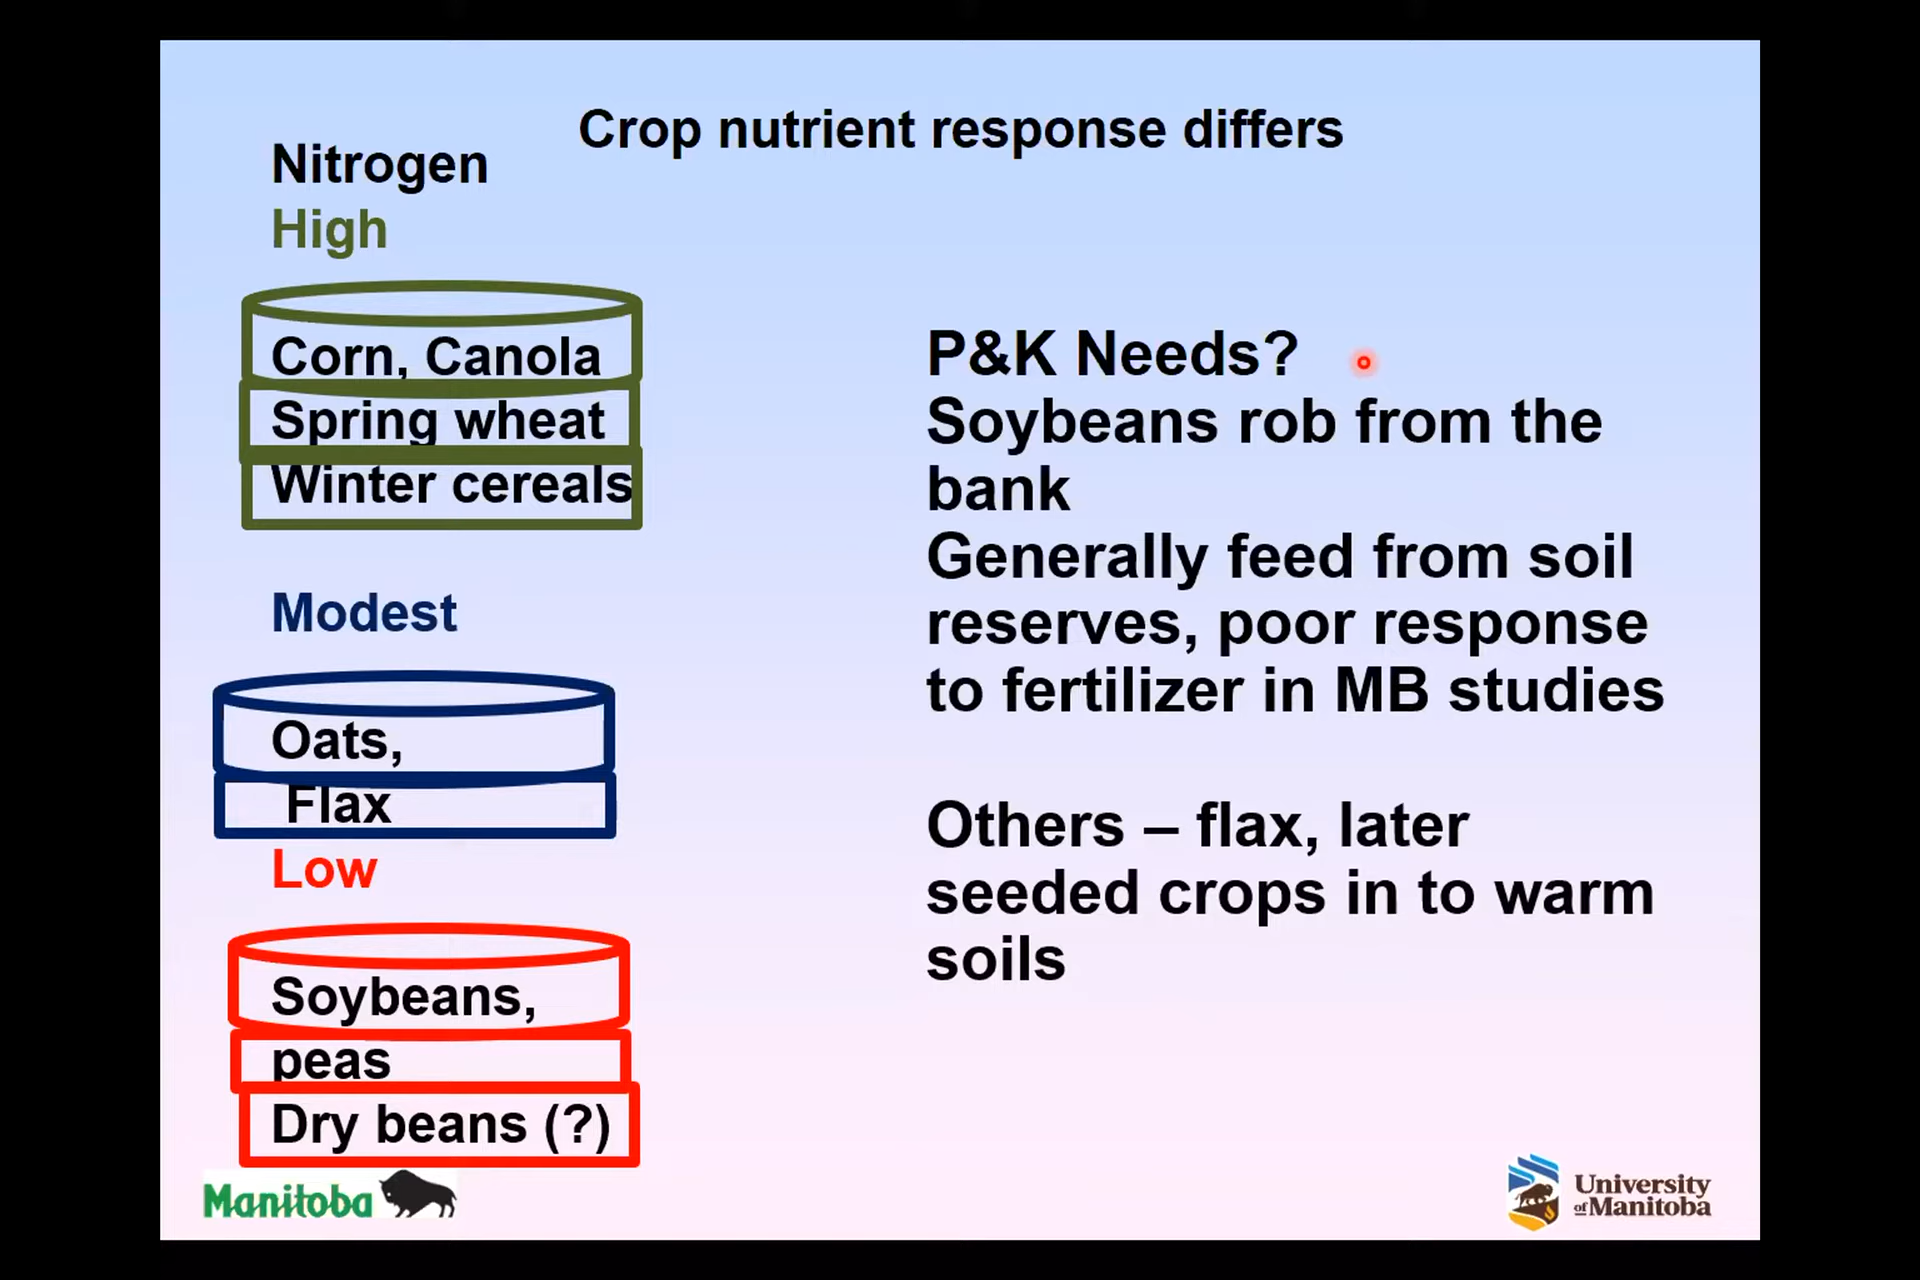 Crop nutrient response differs
Nitrogen
High
Corn, Canola
Spring wheat
Winter cereals
Modest
Oats,
Flax
Low
Soybeans,
peas
Dry beans (?)
P&K Needs?
Soybeans rob from the
bank
Generally feed from soil
reserves, poor response
to fertilizer in MB studies
Others – flax, later
seeded crops in to warm
soils
Manitoba
University
of Manitoba